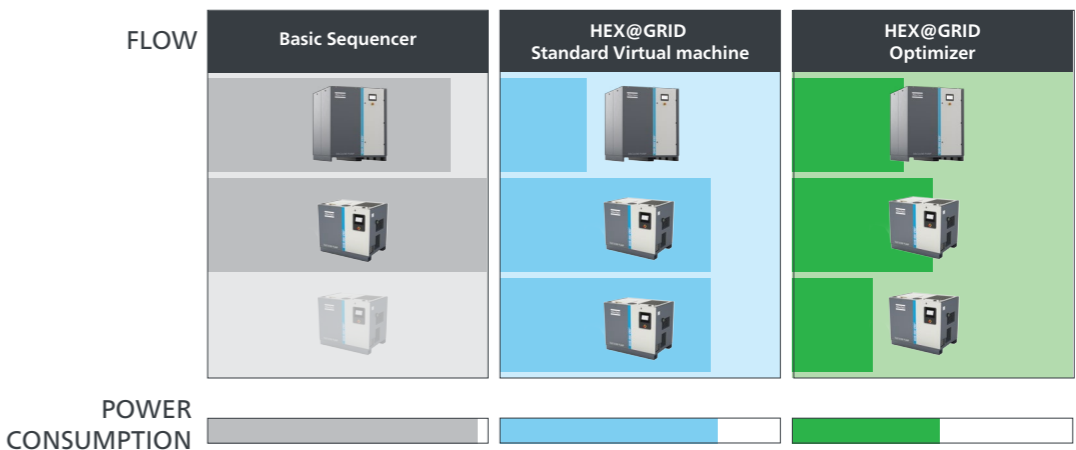 FLOW
Basic Sequencer
HEX@GRID
Standard Virtual machine
HEX@GRID
Optimizer
POWER
CONSUMPTION